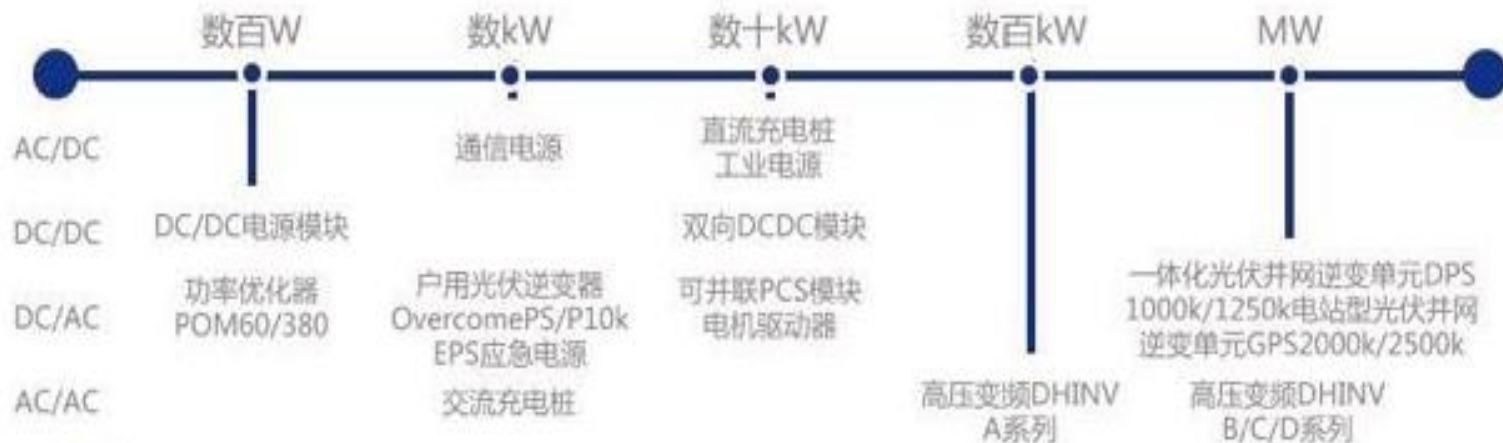 数百W 数kW 数十kW 数百kW MW
AC/DC 通信电源 直流充电桩
工业电源
DC/DC DC/DC电源模块 双向DCDC模块
DC/AC 功率优化器
POM60/380
户用光伏逆变器
OvercomePS/P10k
EPS应急电源
可并联PCS模块
电机驱动器
一体化光伏并网逆变单元DPS
1000k/1250k电站型光伏并网
逆变单元GPS2000k/2500k
AC/AC 交流充电桩
高压变频DHINV
A系列
高压变频DHINV
B/C/D系列